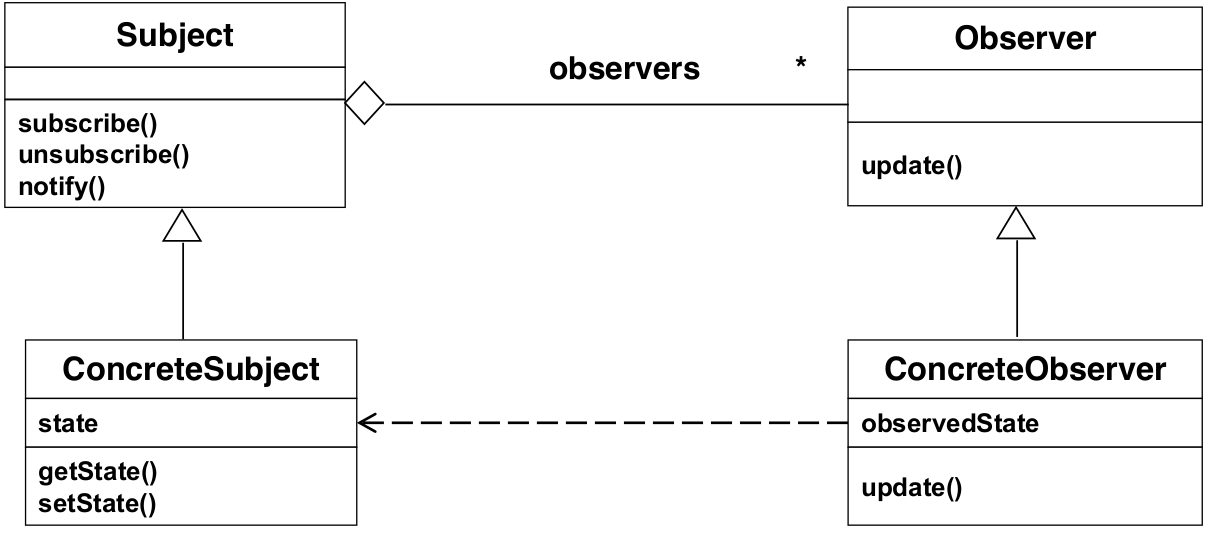 Subject
subscribe()
unsubscribe()
notify()
observers *
Observer
update()
ConcreteSubject
state
getState()
setState()
ConcreteObserver
observedState
update()